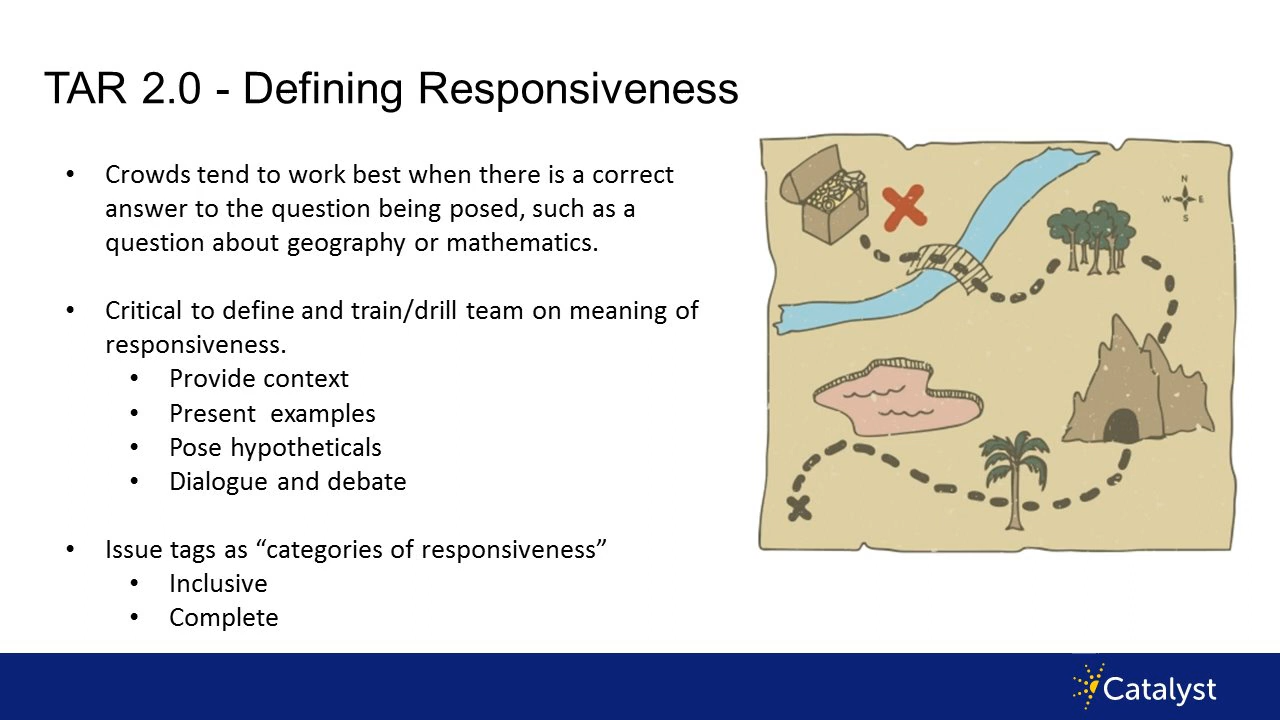 TAR 2.0 - Defining Responsiveness
• Crowds tend to work best when there is a correct
answer to the question being posed, such as a
question about geography or mathematics.
• Critical to define and train/drill team on meaning of
responsiveness.
• Provide context
• Present  examples
• Pose hypotheticals
• Dialogue and debate
• Issue tags as “categories of responsiveness”
• Inclusive
• Complete
N
W E
S
Catalyst